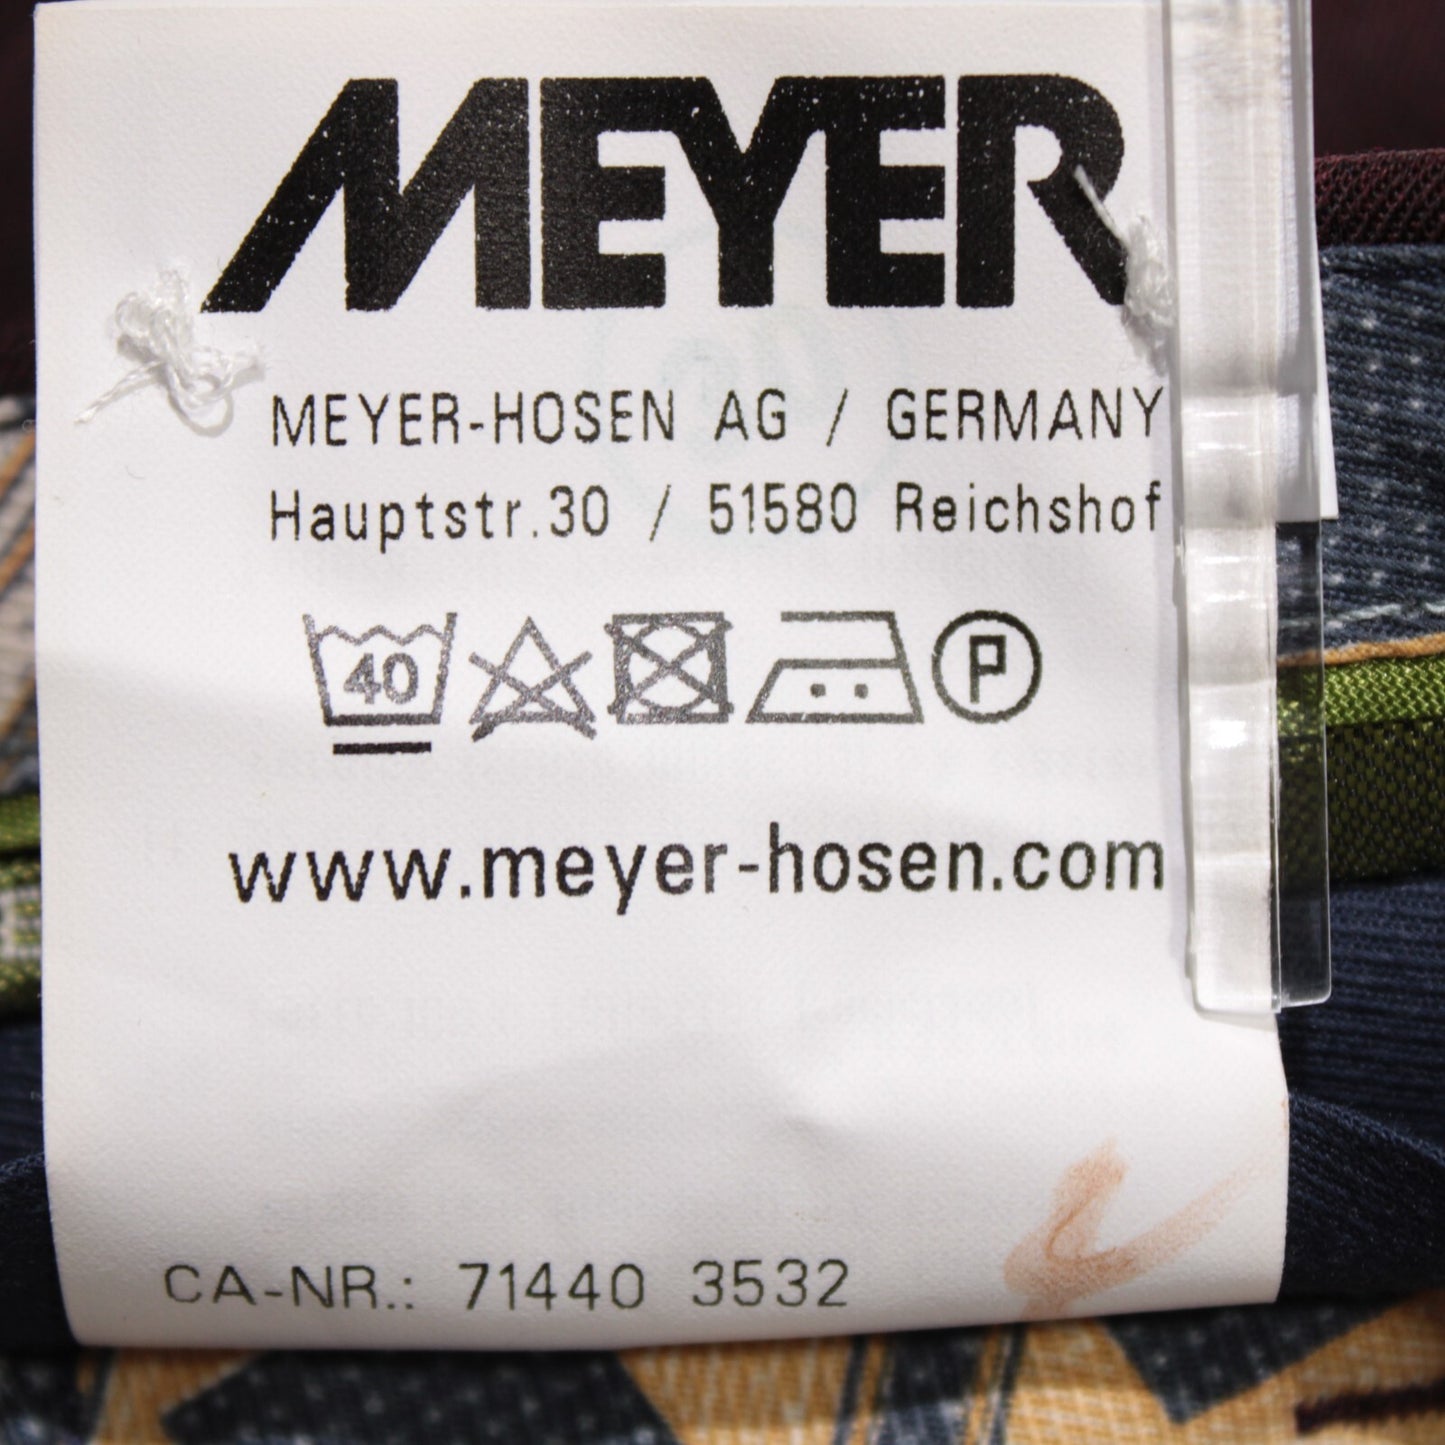 MEYER
MEYER-HOSEN AG / GERMANY
Hauptstr.30 / 51580 Reichshof
40 P
www.meyer-hosen.com
CA-NR.: 71440 3532